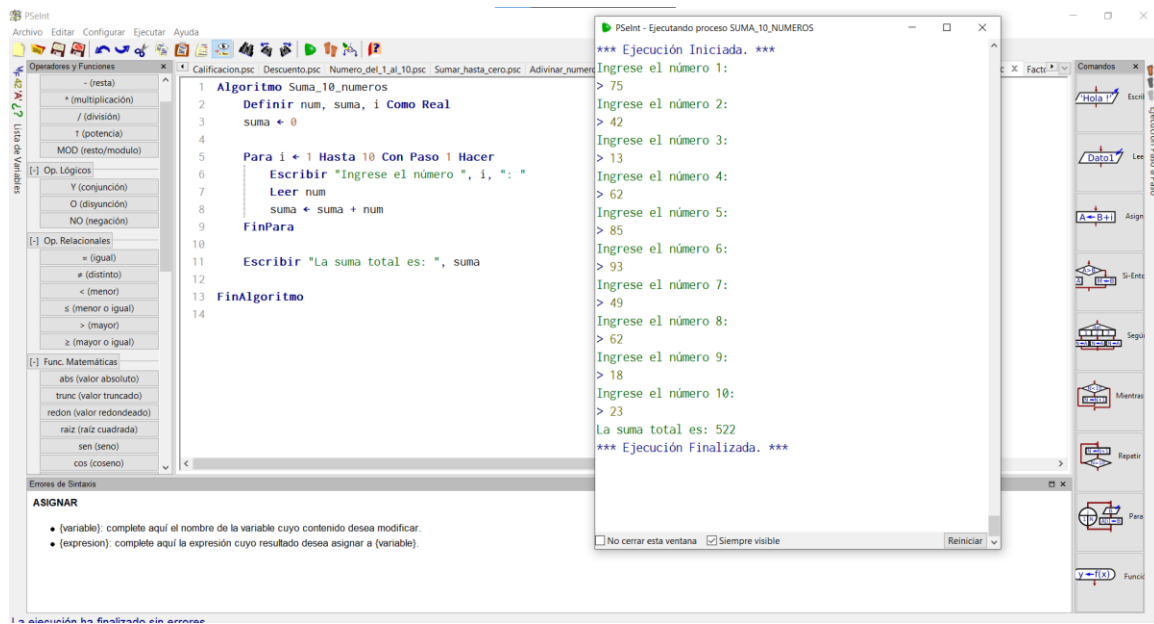 PSeInt
Archivo Editar Configurar Ejecutar Ayuda
Operadores y Funciones
- (resta)
* (multiplicación)
/ (división)
↑ (potencia)
MOD (resto/modulo)
[-] Op. Lógicos
Y (conjunción)
O (disyunción)
NO (negación)
[-] Op. Relacionales
= (igual)
≠ (distinto)
< (menor)
≤ (menor o igual)
> (mayor)
≥ (mayor o igual)
[-] Func. Matemáticas
abs (valor absoluto)
trunc (valor truncado)
redon (valor redondeado)
raiz (raíz cuadrada)
sen (seno)
cos (coseno)
Lista de Variables
Calificacion.psc Descuento.psc Numero_del_1_al_10.psc Sumar_hasta_cero.psc Adivinar_numero
1 Algoritmo Suma_10_numeros
2 Definir num, suma, i Como Real
3 suma ← 0
4
5 Para i ← 1 Hasta 10 Con Paso 1 Hacer
6 Escribir "Ingrese el número ", i, ": "
7 Leer num
8 suma ← suma + num
9 FinPara
10
11 Escribir "La suma total es: ", suma
12
13 FinAlgoritmo
14
PSeInt - Ejecutando proceso SUMA_10_NUMEROS
*** Ejecución Iniciada. ***
Ingrese el número 1:
> 75
Ingrese el número 2:
> 42
Ingrese el número 3:
> 13
Ingrese el número 4:
> 62
Ingrese el número 5:
> 85
Ingrese el número 6:
> 93
Ingrese el número 7:
> 49
Ingrese el número 8:
> 62
Ingrese el número 9:
> 18
Ingrese el número 10:
> 23
La suma total es: 522
*** Ejecución Finalizada. ***
No cerrar esta ventana Siempre visible Reiniciar
Comandos
'Hola !' Escrib
Dato1 Lee
A←B+i Asign
Si-Ento
Según
Mientras
Repetir
Para
y←f(x) Funció
Errores de Sintaxis
ASIGNAR
• {variable}: complete aquí el nombre de la variable cuyo contenido desea modificar.
• {expresion}: complete aquí la expresión cuyo resultado desea asignar a {variable}.
La ejecución ha finalizado sin errores.